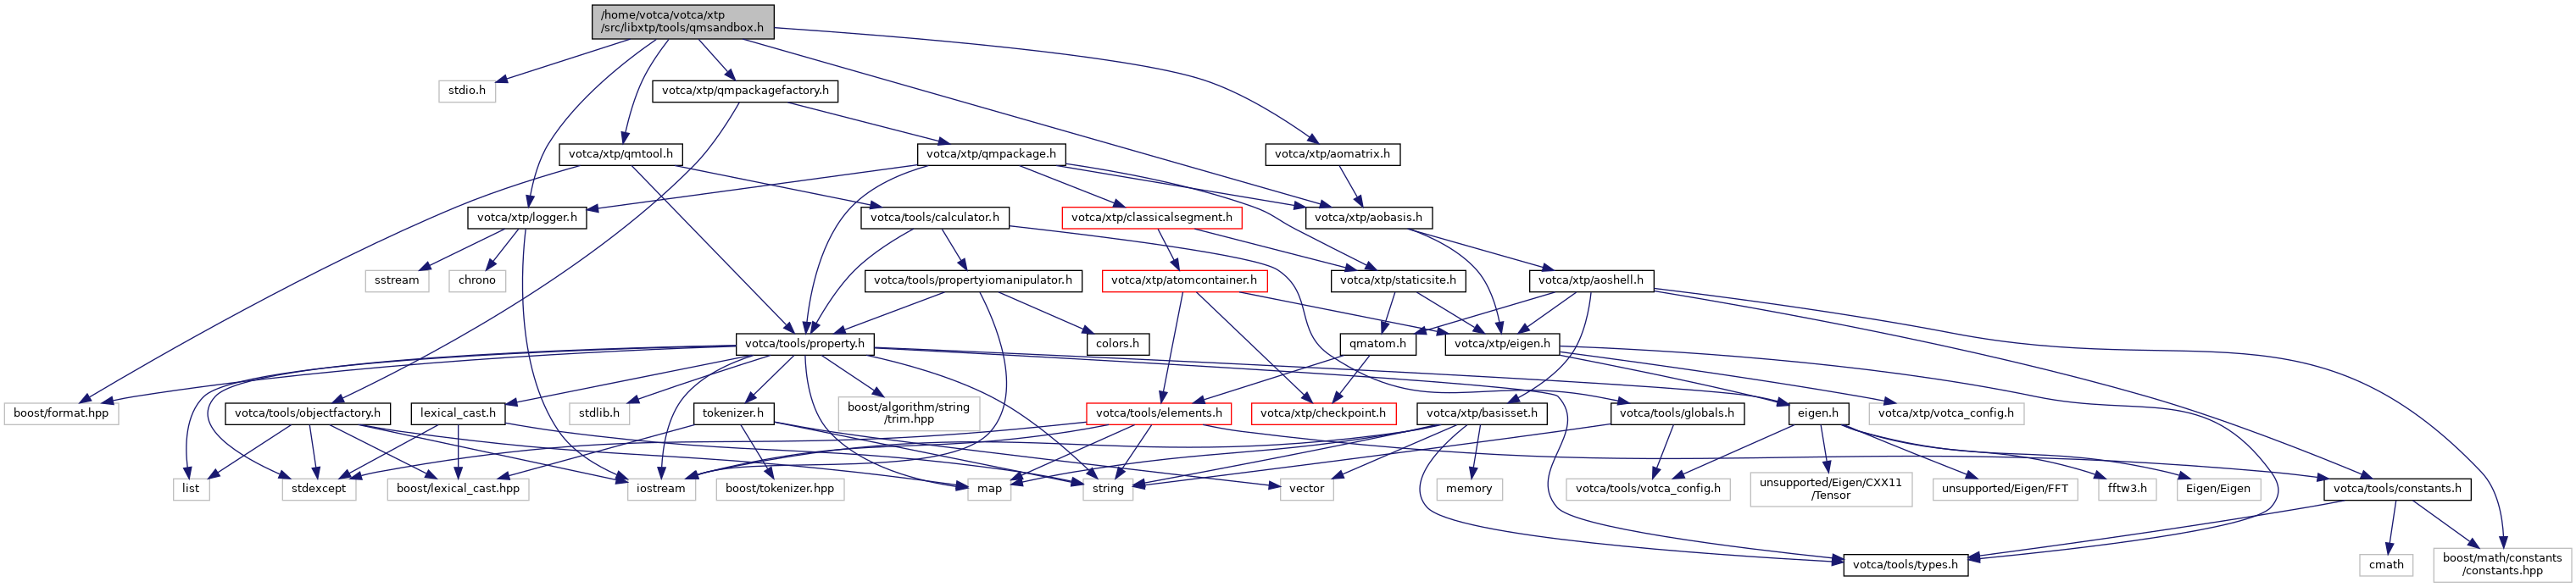 /home/votca/votca/xtp
/src/libxtp/tools/qmsandbox.h
stdio.h
votca/xtp/qmpackagefactory.h
votca/xtp/qmtool.h
votca/xtp/qmpackage.h
votca/xtp/aomatrix.h
votca/xtp/logger.h
votca/tools/calculator.h
votca/xtp/classicalsegment.h
votca/xtp/aobasis.h
sstream
chrono
votca/tools/propertyiomanipulator.h
votca/xtp/atomcontainer.h
votca/xtp/staticsite.h
votca/xtp/aoshell.h
votca/tools/property.h
colors.h
qmatom.h
votca/xtp/eigen.h
boost/format.hpp
votca/tools/objectfactory.h
lexical_cast.h
stdlib.h
tokenizer.h
boost/algorithm/string
/trim.hpp
votca/tools/elements.h
votca/xtp/checkpoint.h
votca/xtp/basisset.h
votca/tools/globals.h
eigen.h
votca/xtp/votca_config.h
list
stdexcept
boost/lexical_cast.hpp
iostream
boost/tokenizer.hpp
map
string
vector
memory
votca/tools/votca_config.h
unsupported/Eigen/CXX11
/Tensor
unsupported/Eigen/FFT
fftw3.h
Eigen/Eigen
votca/tools/constants.h
votca/tools/types.h
cmath
boost/math/constants
/constants.hpp